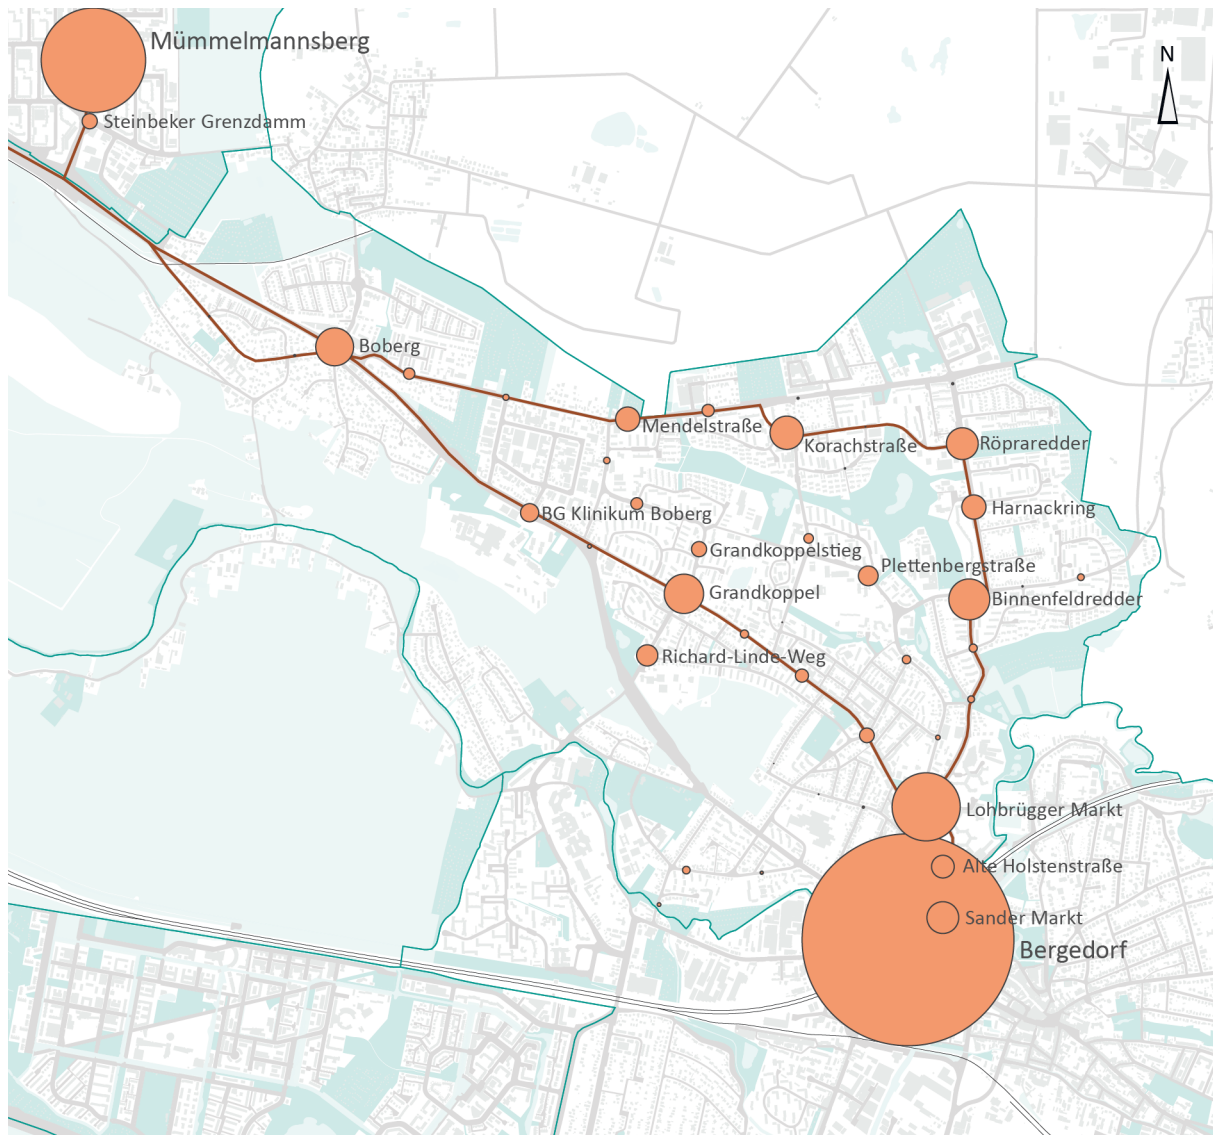 Mümmelmannsberg
N
Steinbeker Grenzdamm
Boberg
Mendelstraße
Korachstraße
Röpraredder
Harnackring
BG Klinikum Boberg
Grandkoppelstieg
Plettenbergstraße
Grandkoppel
Binnenfeldredder
Richard-Linde-Weg
Lohbrügger Markt
Alte Holstenstraße
Sander Markt
Bergedorf